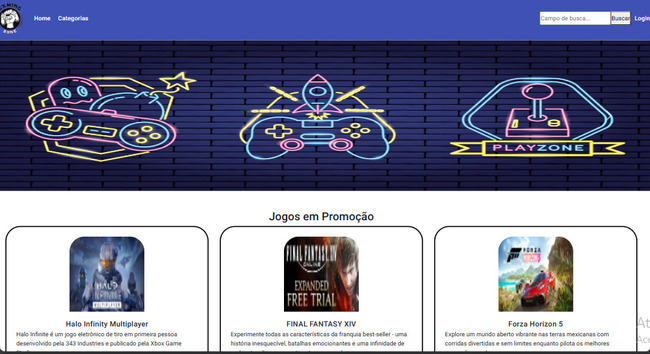 GAMING
ZONE
Home
Categorias
Campo de busca...
Buscar
Login
PLAYZONE
Jogos em Promoção
HALO
INFINITE
MULTIPLAYER
FINAL FANTASY XIV
ONLINE
EXPANDED
FREE TRIAL
FORZA
HORIZON 5
Halo Infinity Multiplayer
Halo Infinite é um jogo eletrônico de tiro em primeira pessoa
desenvolvido pela 343 Industries e publicado pela Xbox Game
FINAL FANTASY XIV
Experimente todas as características da franquia best-seller - uma
história inesquecível, batalhas emocionantes e uma infinidade de
Forza Horizon 5
Explore um mundo aberto vibrante nas terras mexicanas com
corridas divertidas e sem limites enquanto pilota os melhores